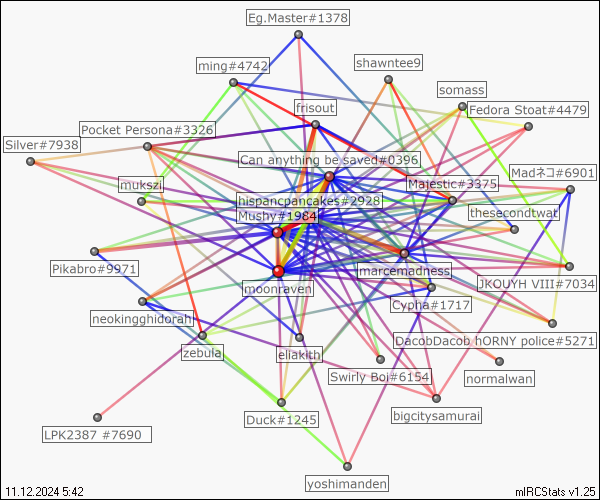 Eg.Master#1378
shawntee9
ming#4742
somass
frisout
Fedora Stoat#4479
Pocket Persona#3326
Silver#7938
Can anything be saved#0396
Madネコ#6901
Majestic#3375
mukszi
hispancpancakes#2928
Mushy#1984
thesecondtwat
Pikabro#9971
marcemadness
JKOUYH VIII#7034
moonraven
Cypha#1717
neokingghidorah
DacobDacob hORNY police#5271
zebula
eliakith
Swirly Boi#6154
normalwan
bigcitysamurai
Duck#1245
LPK2387 #7690
yoshimanden
11.12.2024 5:42
mIRCStats v1.25